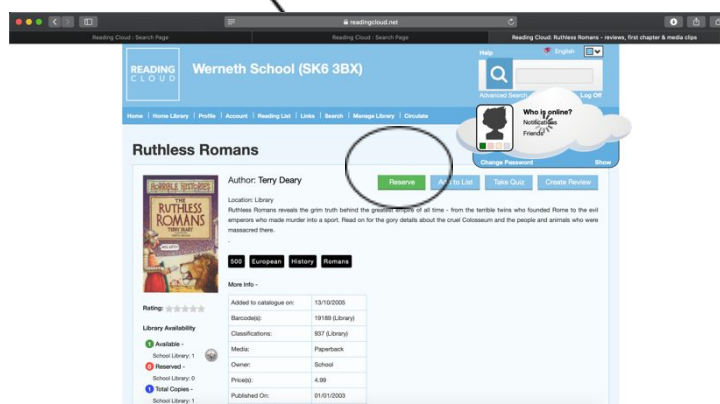 readingcloud.net
Reading Cloud : Search Page
Reading Cloud : Search Page
Reading Cloud: Ruthless Romans - reviews, first chapter & media clips
READING
CLOUD
Werneth School (SK6 3BX)
Help
English
Advanced Search
Log Off
Home | Home Library | Profile | Account | Reading List | Links | Search | Manage Library | Circulate
Who is online?
Notifications
Friends
Change Password
Show
Ruthless Romans
HORRIBLE HISTORIES
THE
RUTHLESS
ROMANS
TERRY DEARY
Author: Terry Deary
Reserve
Add to List
Take Quiz
Create Review
Location: Library
Ruthless Romans reveals the grim truth behind the greatest empire of all time - from the terrible twins who founded Rome to the evil
emperors who made murder into a sport. Read on for the gory details about the cruel Colosseum and the people and animals who were
massacred there.
.
500 European History Romans
More Info -
Added to catalogue on: 13/10/2005
Barcode(s): 19189 (Library)
Classifications: 937 (Library)
Media: Paperback
Owner: School
Price(s): 4.99
Published On: 01/01/2003
Rating:
Library Availability
1 Available -
School Library: 1
0 Reserved -
School Library: 0
1 Total Copies -
School Library: 1